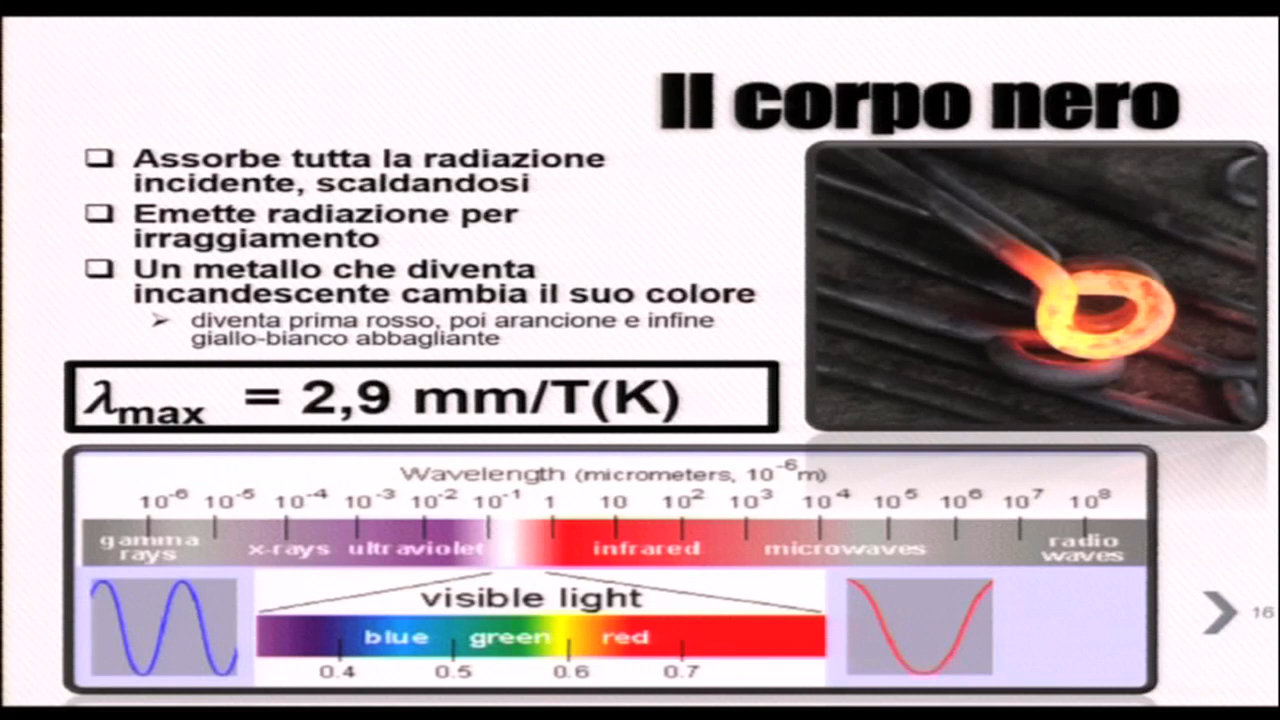 Il corpo nero
❑ Assorbe tutta la radiazione
incidente, scaldandosi
❑ Emette radiazione per
irraggiamento
❑ Un metallo che diventa
incandescente cambia il suo colore
➢ diventa prima rosso, poi arancione e infine
giallo-bianco abbagliante
λmax = 2,9 mm/T(K)
Wavelength (micrometers, 10⁻⁶m)
10⁻⁶ 10⁻⁵ 10⁻⁴ 10⁻³ 10⁻² 10⁻¹ 1 10 10² 10³ 10⁴ 10⁵ 10⁶ 10⁷ 10⁸
gamma rays x-rays ultraviolet infrared microwaves radio waves
visible light
blue green red
0.4 0.5 0.6 0.7
16